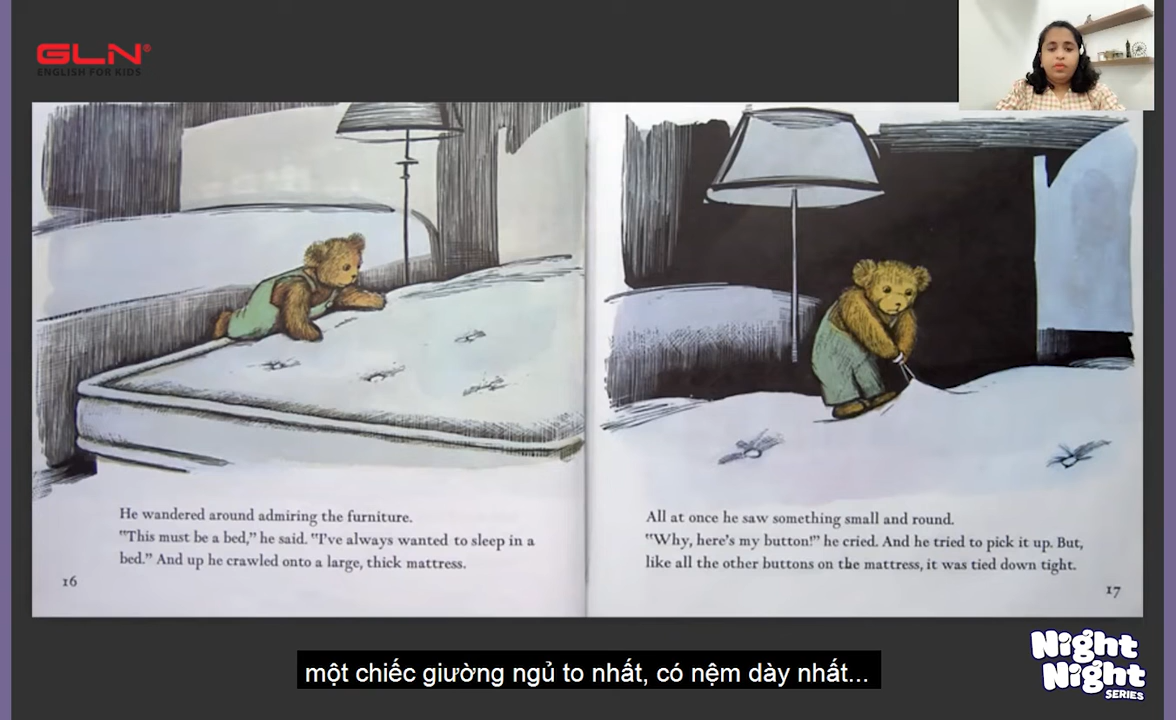 GLN®
ENGLISH FOR KIDS
He wandered around admiring the furniture.
"This must be a bed," he said. "I've always wanted to sleep in a
bed." And up he crawled onto a large, thick mattress.
16
All at once he saw something small and round.
"Why, here's my button!" he cried. And he tried to pick it up. But,
like all the other buttons on the mattress, it was tied down tight.
17
một chiếc giường ngủ to nhất, có nệm dày nhất...
Night
Night
SERIES